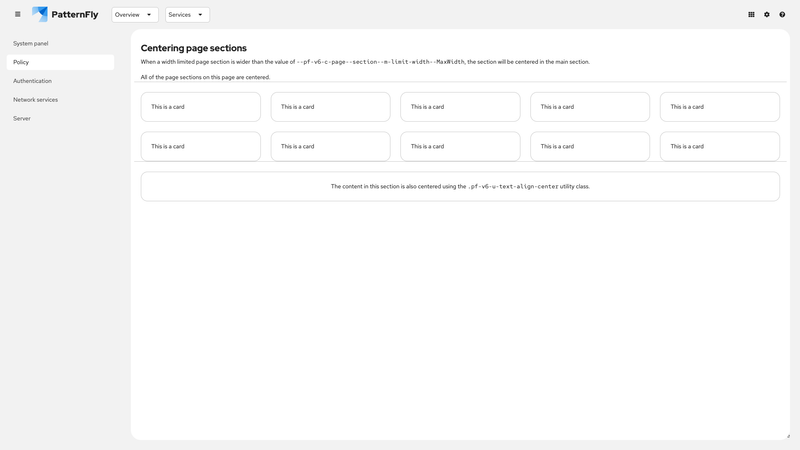 PatternFly
Overview
Services
System panel
Policy
Authentication
Network services
Server
Centering page sections
When a width limited page section is wider than the value of --pf-v6-c-page--section--m-limit-width--MaxWidth, the section will be centered in the main section.
All of the page sections on this page are centered.
This is a card This is a card This is a card This is a card This is a card
This is a card This is a card This is a card This is a card This is a card
The content in this section is also centered using the .pf-v6-u-text-align-center utility class.